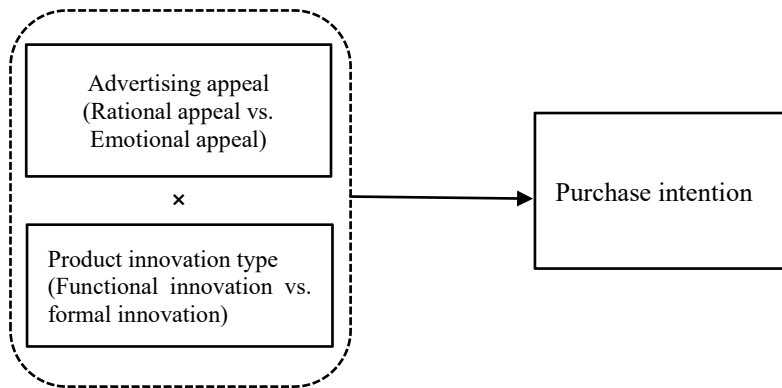 Advertising appeal
(Rational appeal vs.
Emotional appeal)
×
Product innovation type
(Functional innovation vs.
formal innovation)
Purchase intention